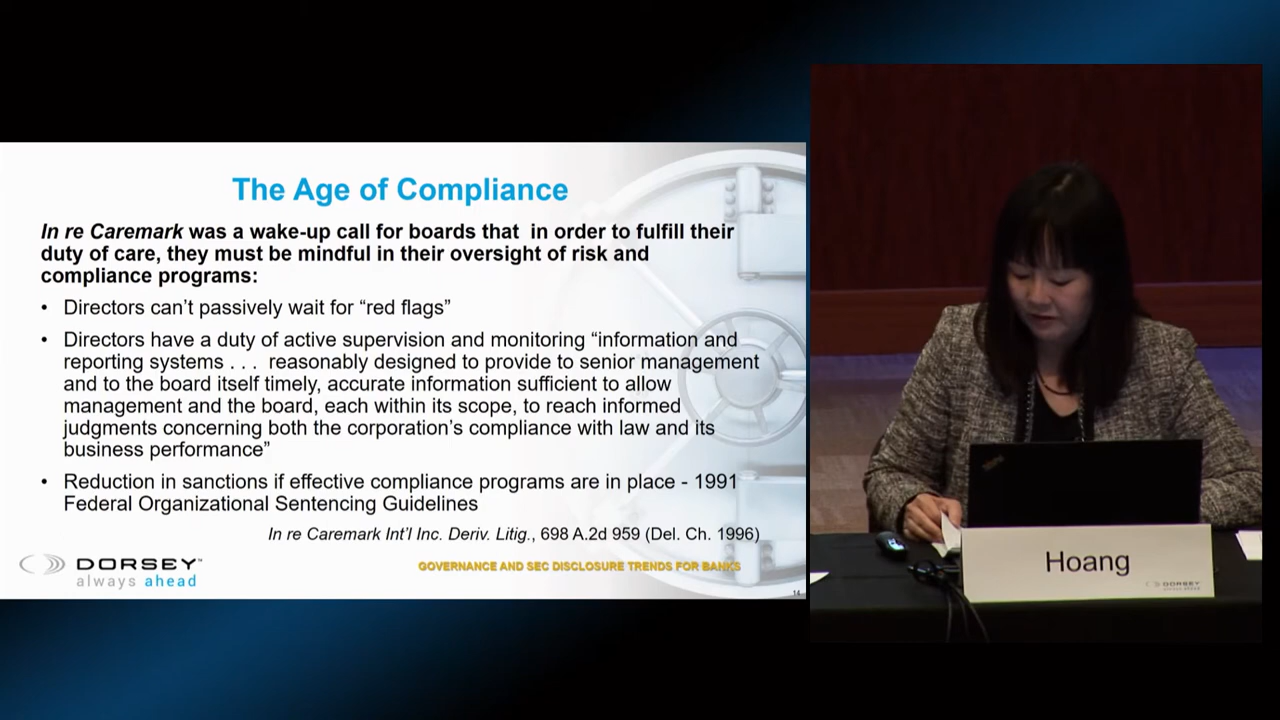 The Age of Compliance
In re Caremark was a wake-up call for boards that in order to fulfill their
duty of care, they must be mindful in their oversight of risk and
compliance programs:
• Directors can’t passively wait for “red flags”
• Directors have a duty of active supervision and monitoring “information and
reporting systems . . . reasonably designed to provide to senior management
and to the board itself timely, accurate information sufficient to allow
management and the board, each within its scope, to reach informed
judgments concerning both the corporation’s compliance with law and its
business performance”
• Reduction in sanctions if effective compliance programs are in place - 1991
Federal Organizational Sentencing Guidelines
In re Caremark Int’l Inc. Deriv. Litig., 698 A.2d 959 (Del. Ch. 1996)
DORSEY™
always ahead
GOVERNANCE AND SEC DISCLOSURE TRENDS FOR BANKS
14
Hoang
DORSEY